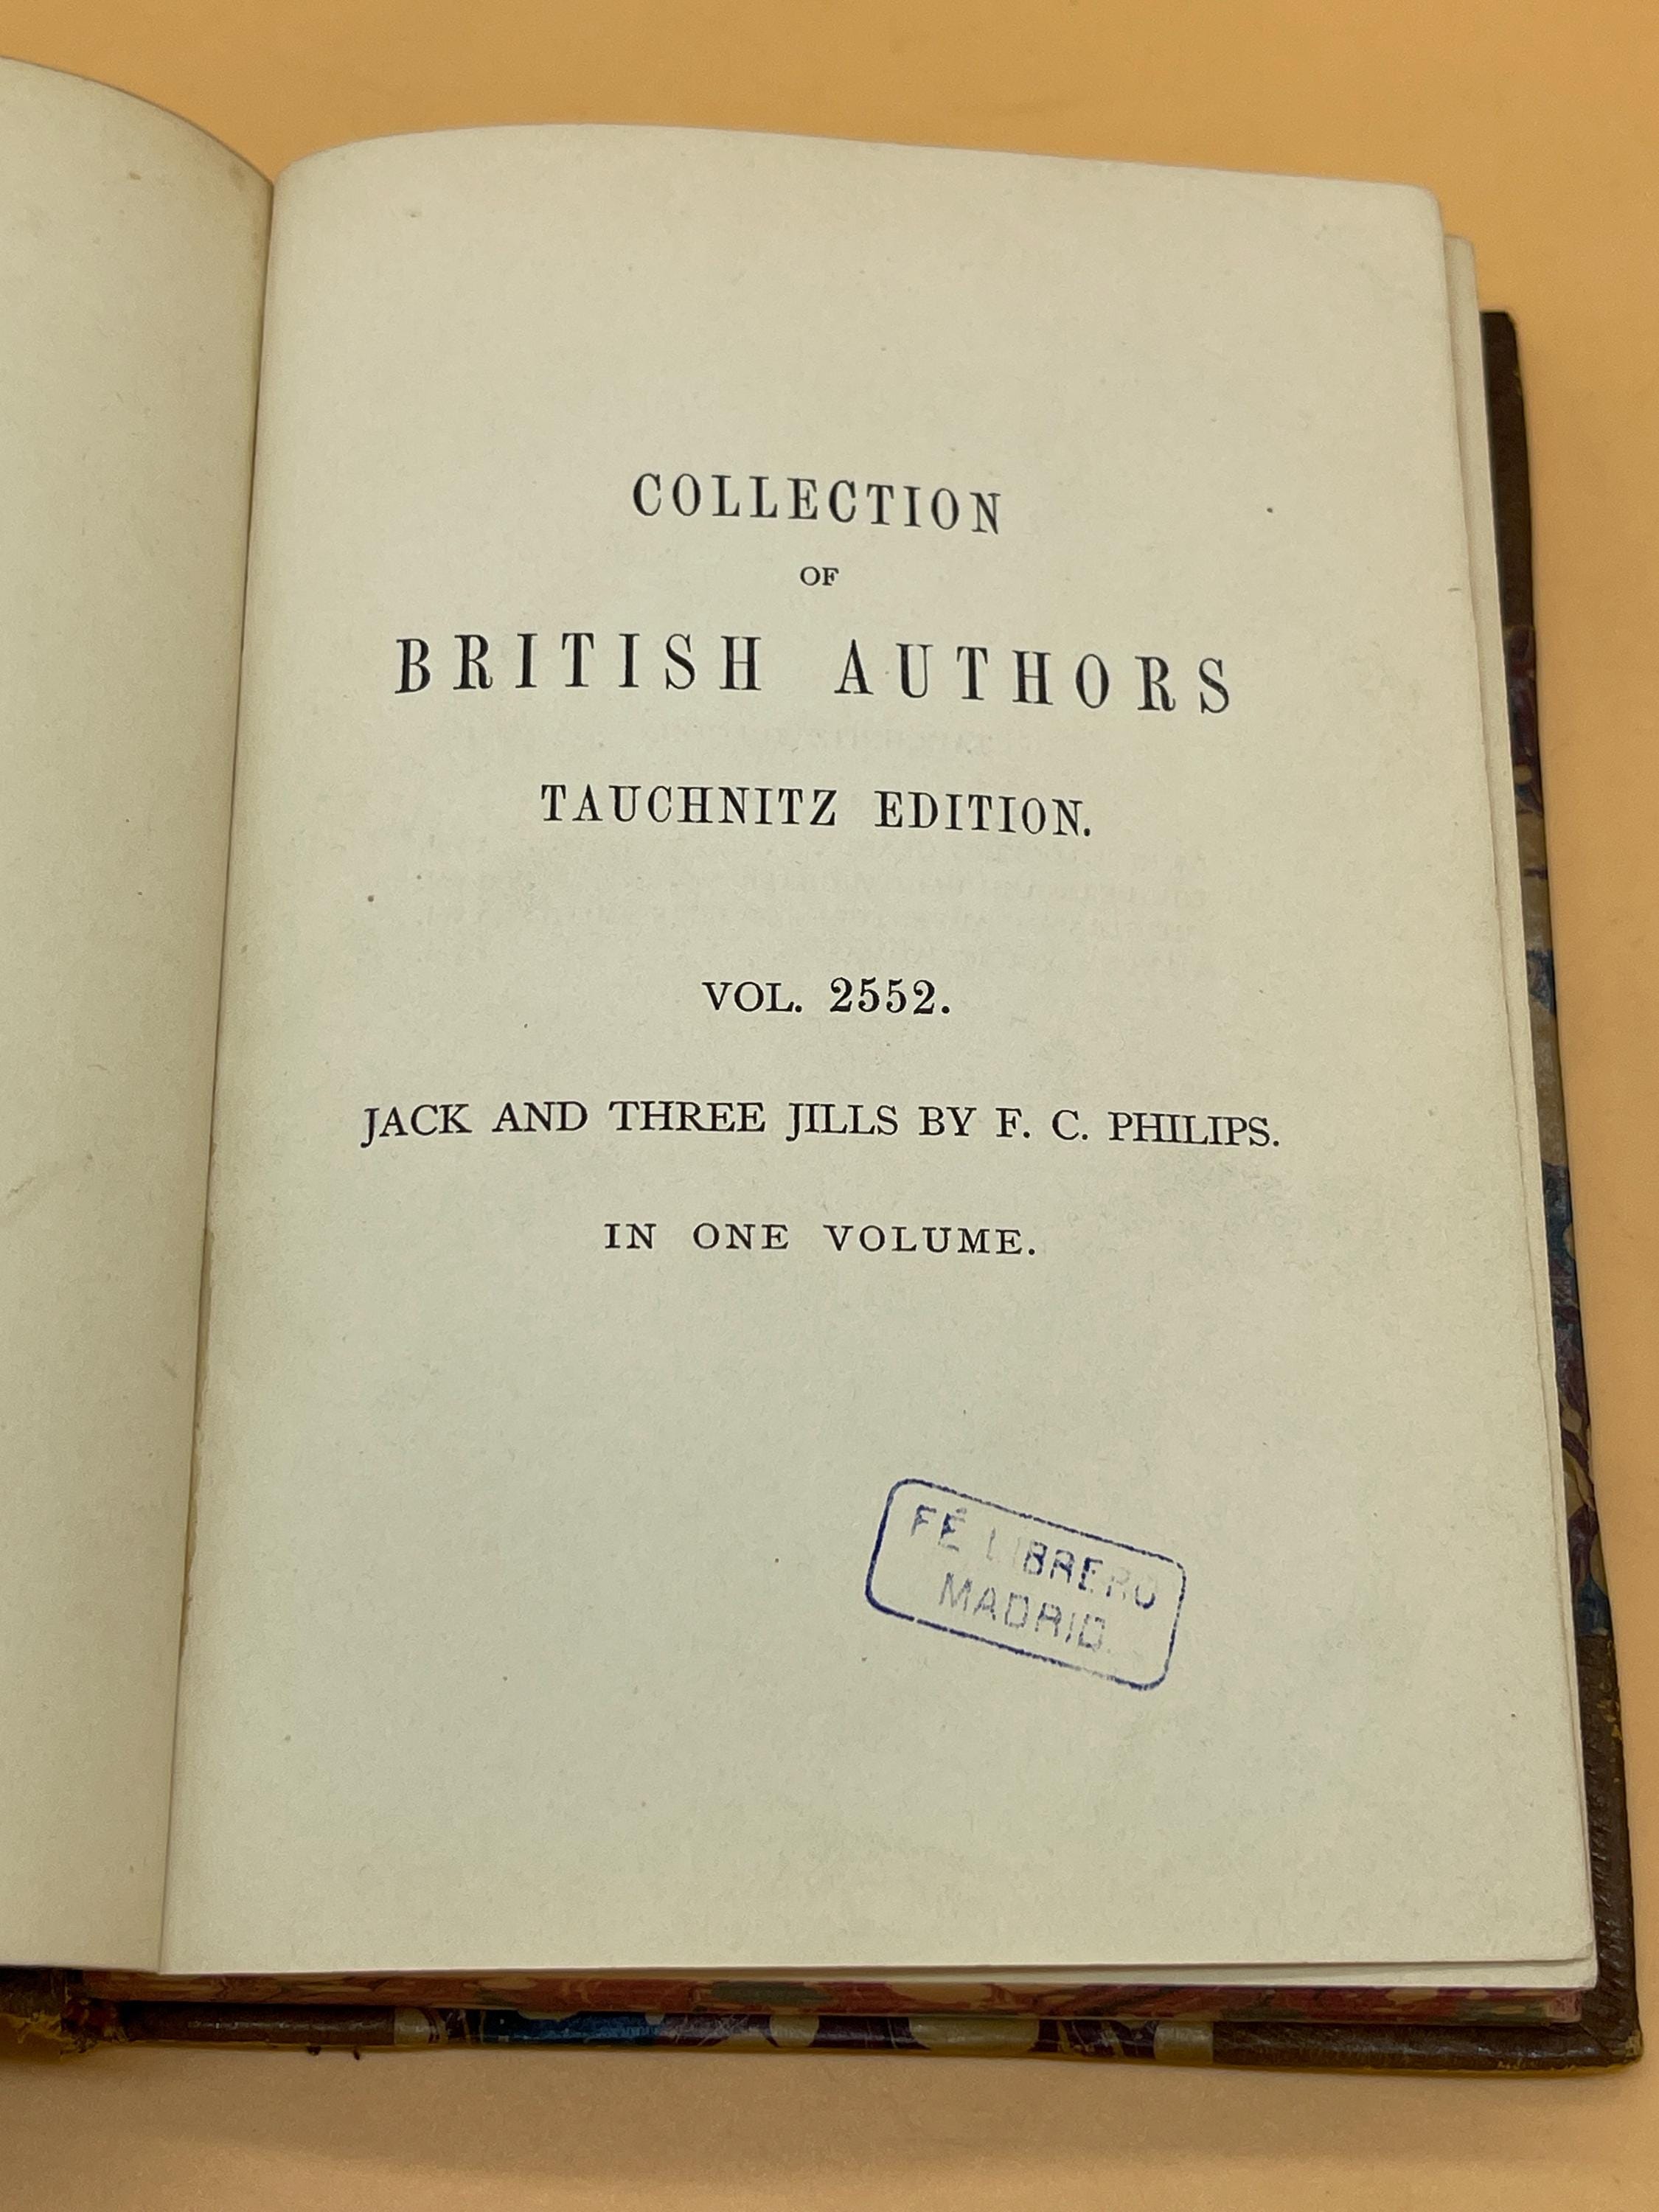 COLLECTION
OF
BRITISH AUTHORS
TAUCHNITZ EDITION.
VOL. 2552.
JACK AND THREE JILLS BY F. C. PHILIPS.
IN ONE VOLUME.
FÉ LIBRERO
MADRID